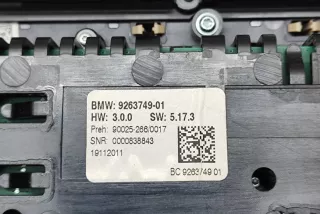 BMW: 9263749-01
HW: 3.0.0 SW: 5.17.3
Preh: 90025-266/0017
SNR: 0000838843
19112011
BC 9263749 01